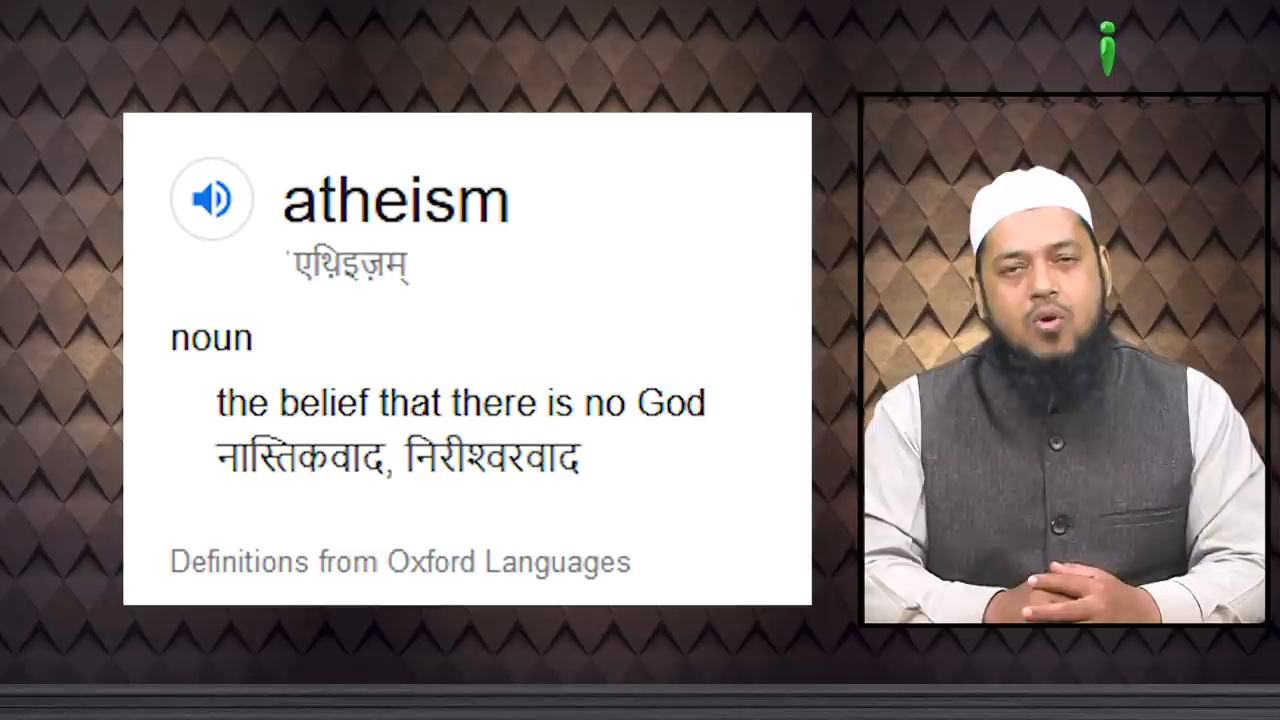 atheism
ˈएथ़िइज़म्
noun
the belief that there is no God
नास्तिकवाद, निरीश्वरवाद
Definitions from Oxford Languages